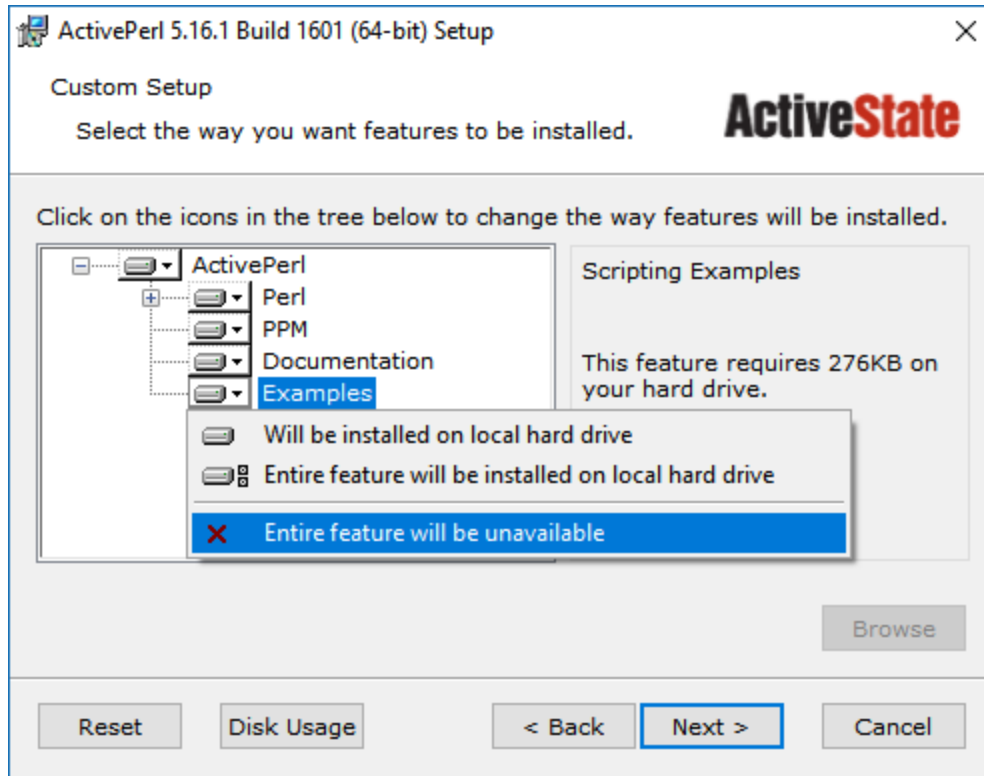 ActivePerl 5.16.1 Build 1601 (64-bit) Setup
Custom Setup
Select the way you want features to be installed.
ActiveState
Click on the icons in the tree below to change the way features will be installed.
ActivePerl
Perl
PPM
Documentation
Examples
Scripting Examples
This feature requires 276KB on
your hard drive.
Will be installed on local hard drive
Entire feature will be installed on local hard drive
Entire feature will be unavailable
Browse
Reset
Disk Usage
< Back
Next >
Cancel